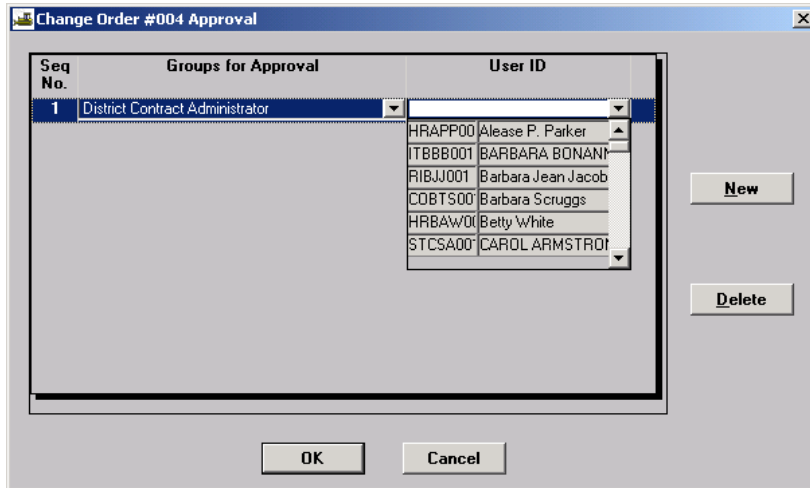 Change Order #004 Approval
Seq No. Groups for Approval User ID
1 District Contract Administrator
HRAPP00 Alease P. Parker
ITBBB001 BARBARA BONANN
RIBJJ001 Barbara Jean Jacob
COBTS00 Barbara Scruggs
HRBAW00 Betty White
STCSA00 CAROL ARMSTRON
New
Delete
OK Cancel